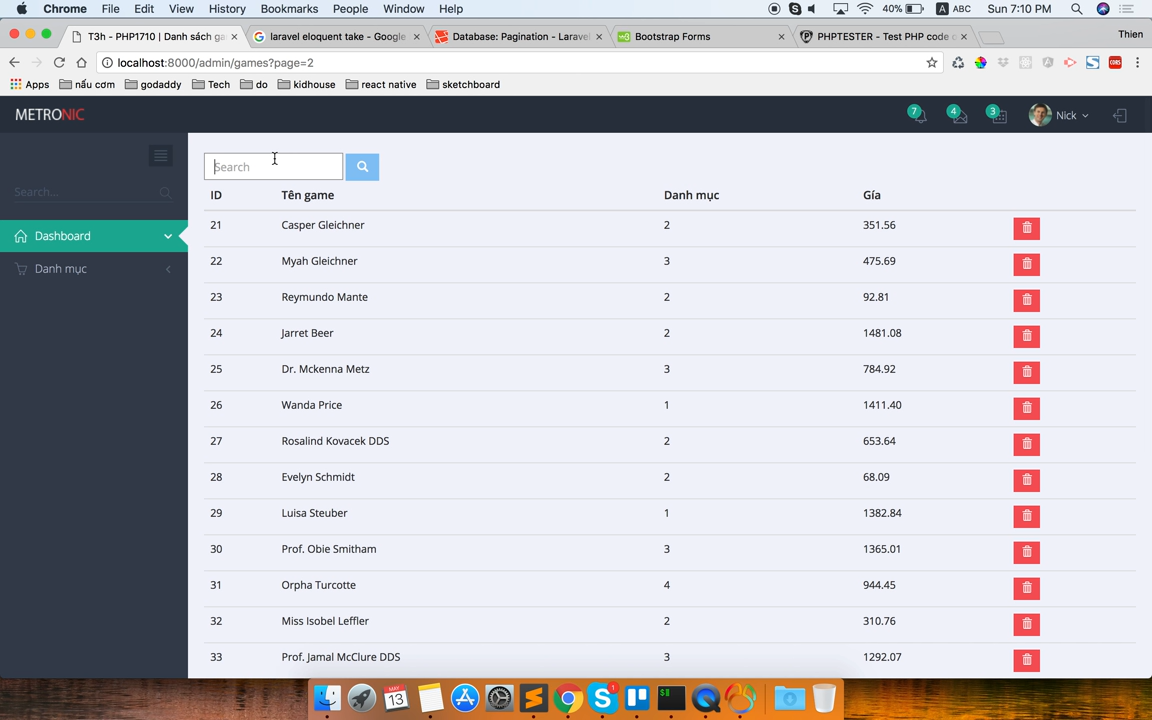 Chrome File Edit View History Bookmarks People Window Help 1 40% A ABC Sun 7:10 PM
T3h - PHP1710 | Danh sách ga × laravel eloquent take - Google × Database: Pagination - Laravel × Bootstrap Forms × PHPTESTER - Test PHP code × Thien
localhost:8000/admin/games?page=2
Apps nấu cơm godaddy Tech do kidhouse react native sketchboard
METRONIC 7 4 3 Nick
Search
Search...
ID Tên game Danh mục Gía
21 Casper Gleichner 2 351.56
Dashboard
22 Myah Gleichner 3 475.69
Danh mục
23 Reymundo Mante 2 92.81
24 Jarret Beer 2 1481.08
25 Dr. Mckenna Metz 3 784.92
26 Wanda Price 1 1411.40
27 Rosalind Kovacek DDS 2 653.64
28 Evelyn Schmidt 2 68.09
29 Luisa Steuber 1 1382.84
30 Prof. Obie Smitham 3 1365.01
31 Orpha Turcotte 4 944.45
32 Miss Isobel Leffler 2 310.76
33 Prof. Jamal McClure DDS 3 1292.07
MAY
13
1